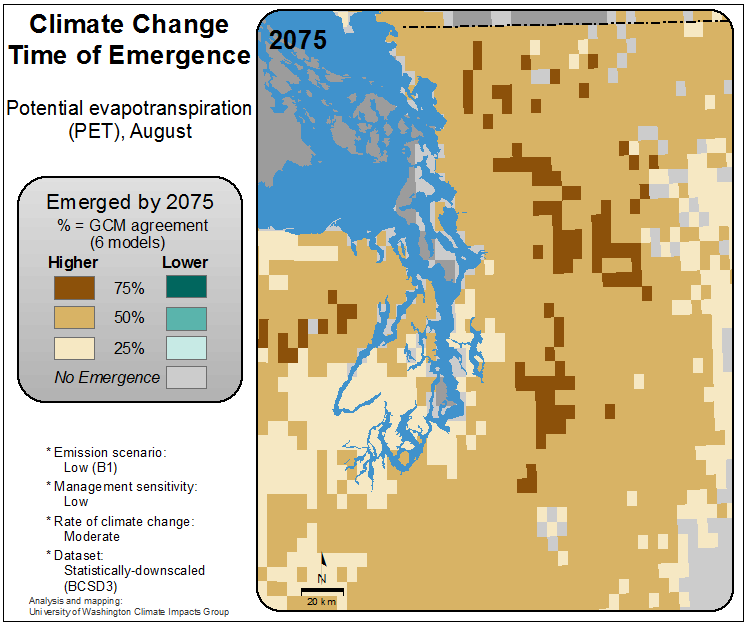 Climate Change
Time of Emergence
Potential evapotranspiration
(PET), August
Emerged by 2075
% = GCM agreement
(6 models)
Higher Lower
75%
50%
25%
No Emergence
* Emission scenario:
Low (B1)
* Management sensitivity:
Low
* Rate of climate change:
Moderate
* Dataset:
Statistically-downscaled
(BCSD3)
Analysis and mapping:
University of Washington Climate Impacts Group
2075
N
20 km